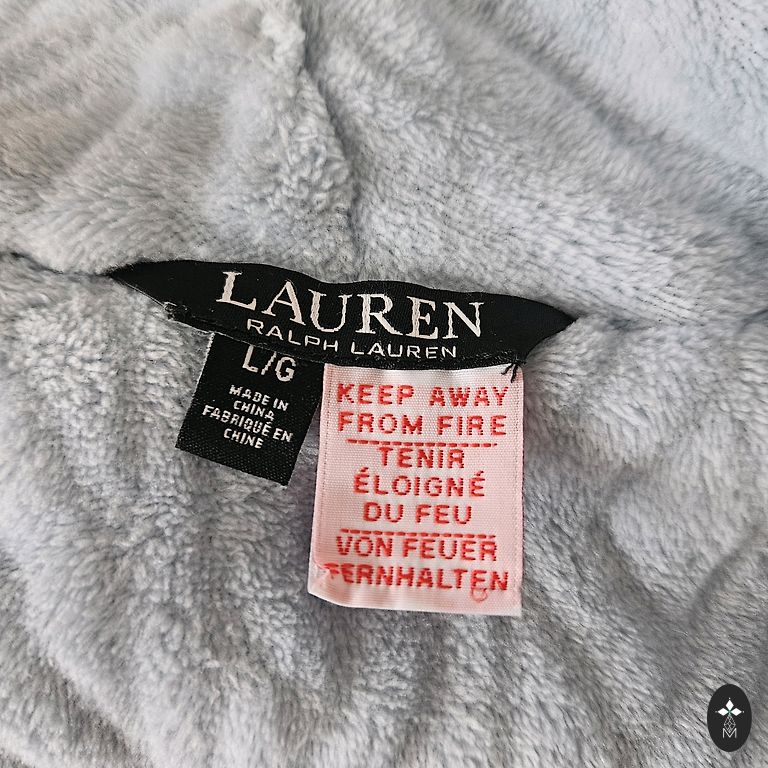 LAUREN
RALPH LAUREN
L/G
MADE IN
CHINA
FABRIQUÉ EN
CHINE
KEEP AWAY
FROM FIRE
TENIR
ÉLOIGNÉ
DU FEU
VON FEUER
FERNHALTEN
M